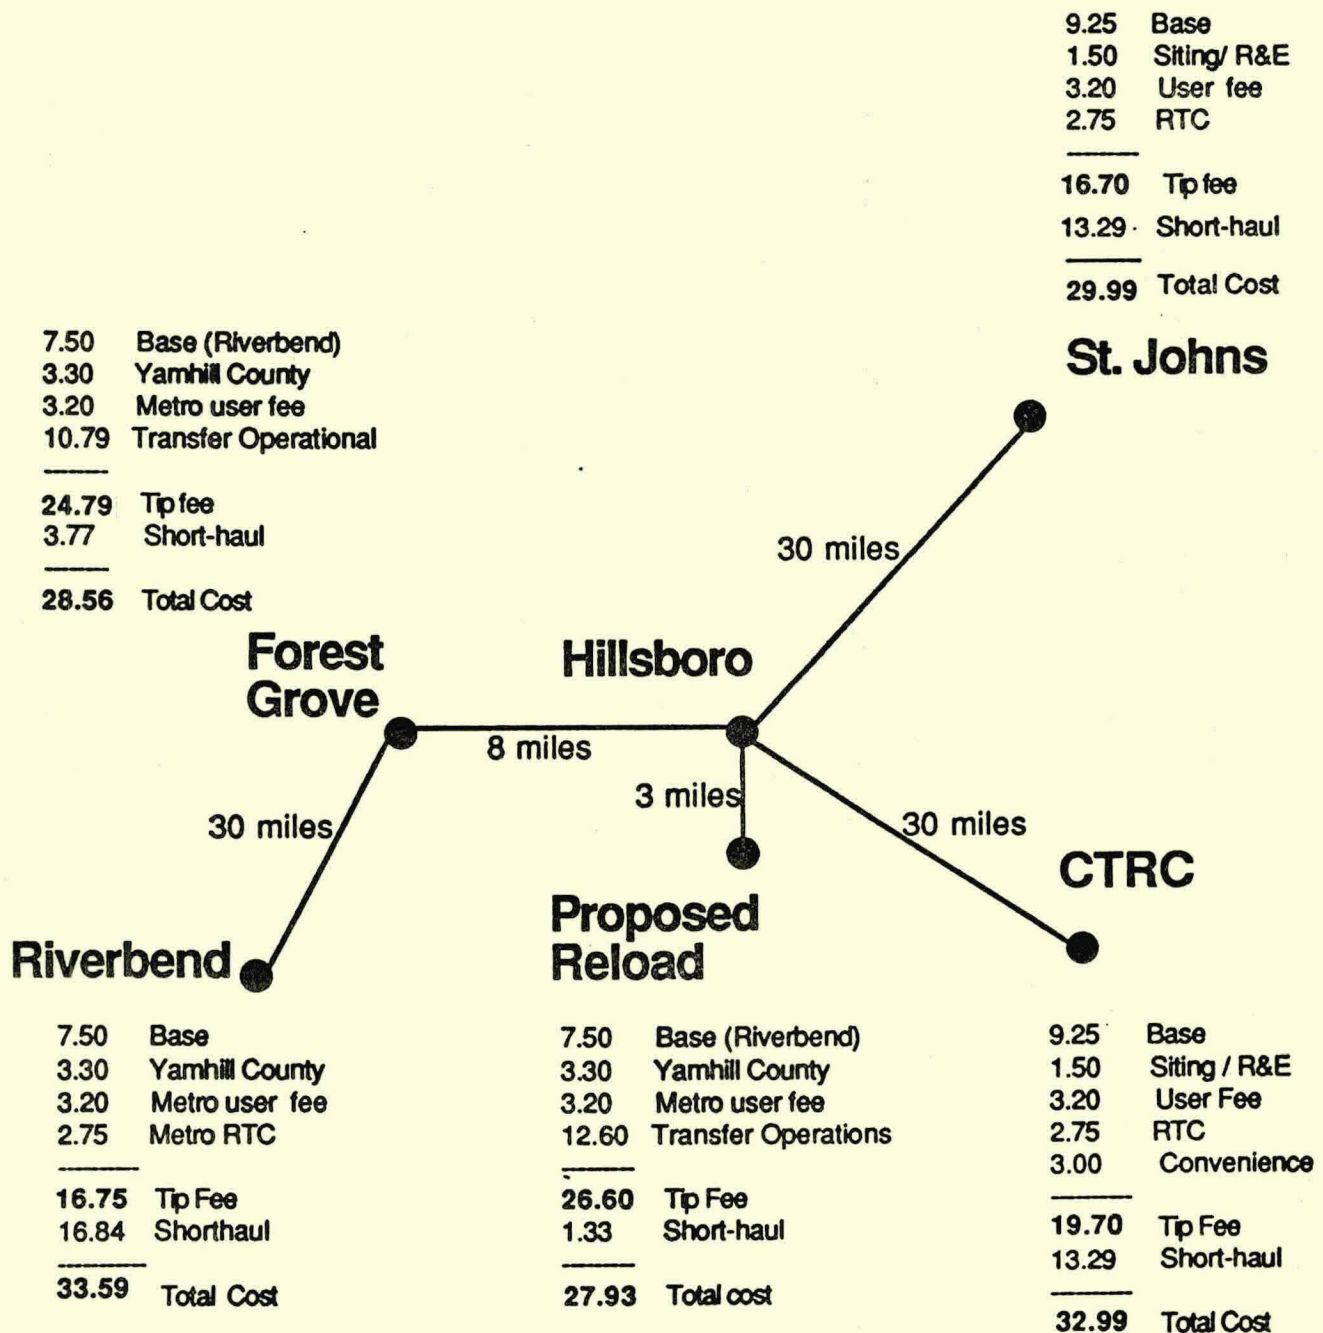 9.25 Base
1.50 Siting/ R&E
3.20 User fee
2.75 RTC
16.70 Tip fee
13.29 Short-haul
29.99 Total Cost
St. Johns
7.50 Base (Riverbend)
3.30 Yamhill County
3.20 Metro user fee
10.79 Transfer Operational
24.79 Tip fee
3.77 Short-haul
28.56 Total Cost
30 miles
Forest
Grove
Hillsboro
8 miles
3 miles
30 miles
30 miles
CTRC
Proposed
Reload
Riverbend
7.50 Base
3.30 Yamhill County
3.20 Metro user fee
2.75 Metro RTC
16.75 Tip Fee
16.84 Shorthaul
33.59 Total Cost
7.50 Base (Riverbend)
3.30 Yamhill County
3.20 Metro user fee
12.60 Transfer Operations
26.60 Tip Fee
1.33 Short-haul
27.93 Total cost
9.25 Base
1.50 Siting / R&E
3.20 User Fee
2.75 RTC
3.00 Convenience
19.70 Tip Fee
13.29 Short-haul
32.99 Total Cost